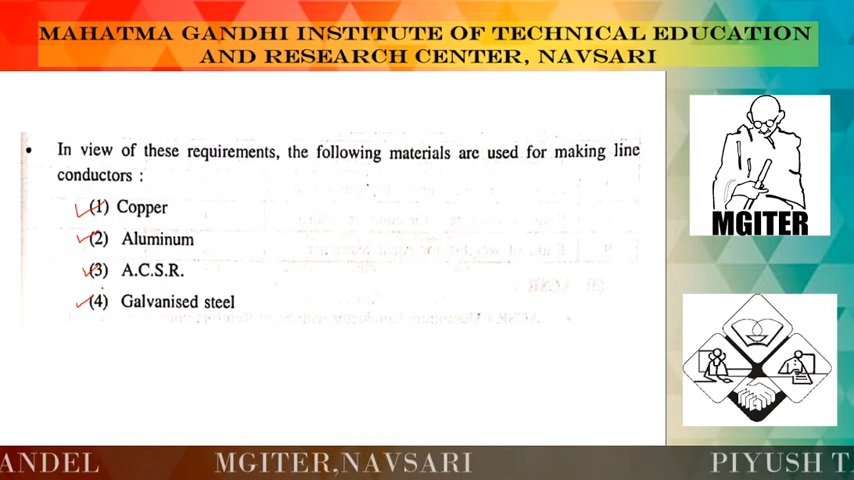 MAHATMA GANDHI INSTITUTE OF TECHNICAL EDUCATION
AND RESEARCH CENTER, NAVSARI
• In view of these requirements, the following materials are used for making line
conductors :
(1) Copper
(2) Aluminum
(3) A.C.S.R.
(4) Galvanised steel
MGITER
ANDEL MGITER,NAVSARI PIYUSH TA